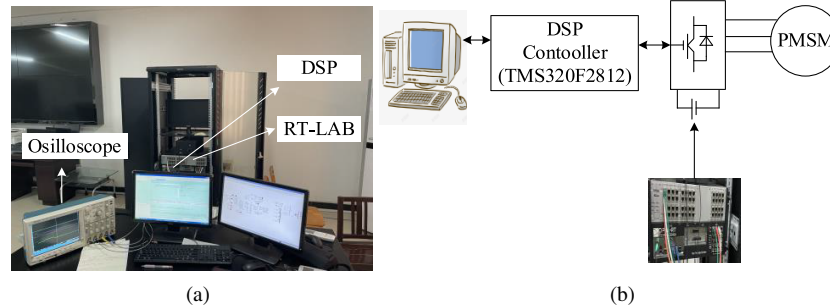 DSP
RT-LAB
Osilloscope
(a)
DSP
Contooller
(TMS320F2812)
PMSM
(b)